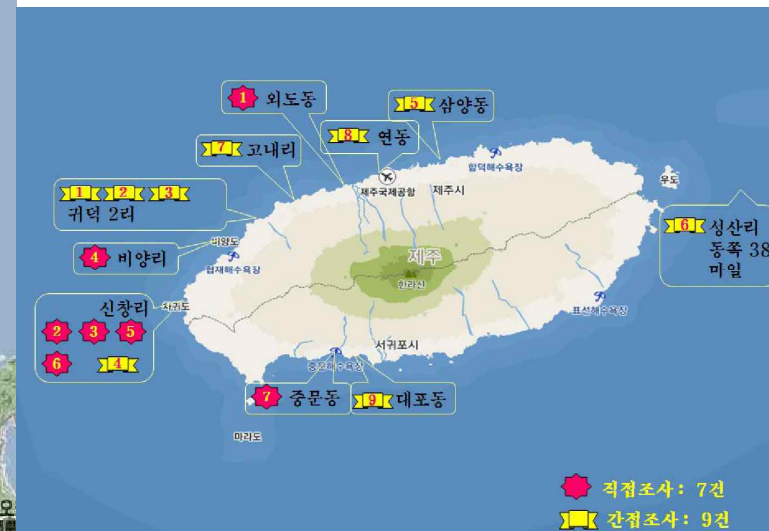 1 외도동
5 삼양동
8 연동
7 고내리
함덕해수욕장
우도
제주국제공항
제주시
1 2 3
귀덕 2리
6 성산리
동쪽 38
마일
비양도
4 비양리
협재해수욕장
제주
한라산
신창리
차귀도
2 3 5
6 4
표선해수욕장
서귀포시
중문해수욕장
7 중문동
9 대포동
마라도
직접조사: 7건
간접조사: 9건